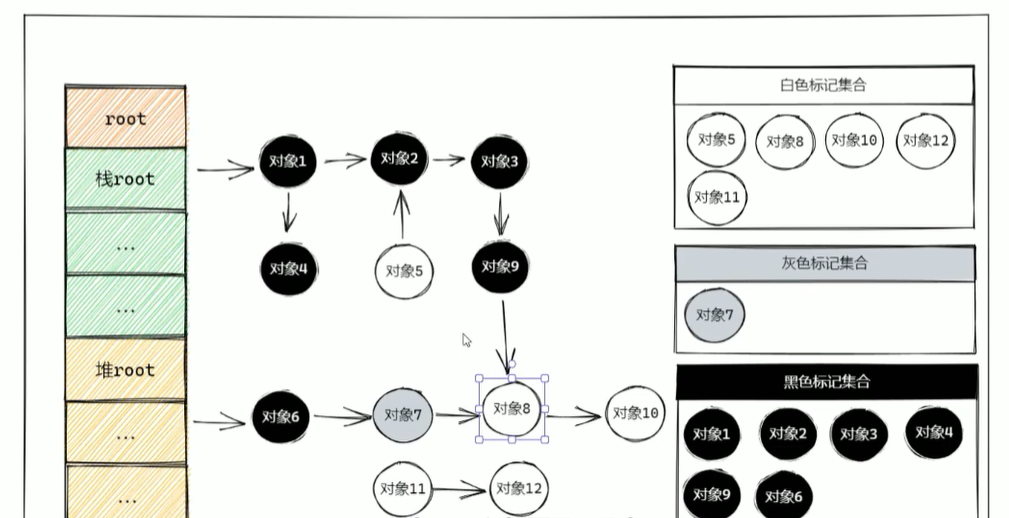 root
栈root
...
...
堆root
...
...
对象1
对象2
对象3
对象4
对象5
对象9
对象6
对象7
对象8
对象10
对象11
对象12
白色标记集合
对象5 对象8 对象10 对象12
对象11
灰色标记集合
对象7
黑色标记集合
对象1 对象2 对象3 对象4
对象9 对象6